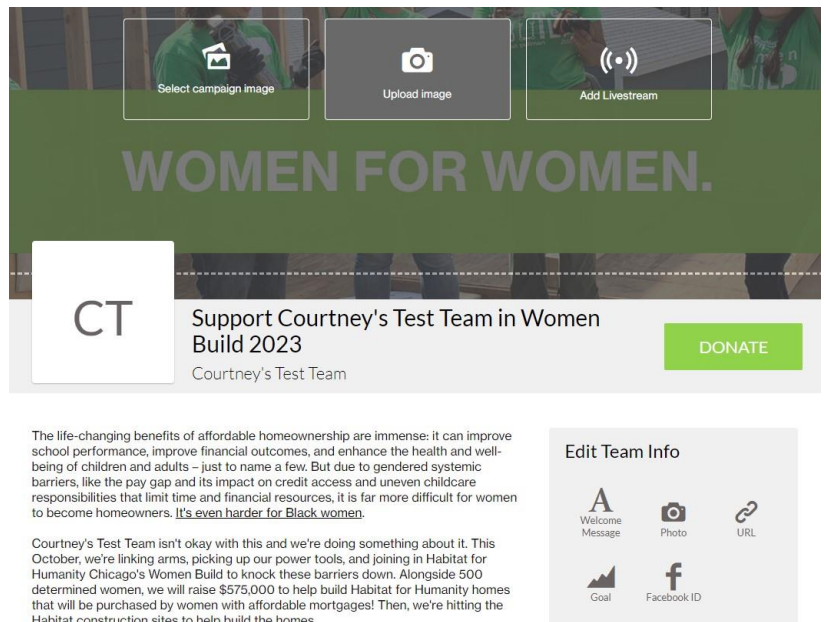 Select campaign image
Upload image
Add Livestream
WOMEN FOR WOMEN.
CT
Support Courtney's Test Team in Women
Build 2023
Courtney's Test Team
DONATE
The life-changing benefits of affordable homeownership are immense: it can improve
school performance, improve financial outcomes, and enhance the health and well-
being of children and adults – just to name a few. But due to gendered systemic
barriers, like the pay gap and its impact on credit access and uneven childcare
responsibilities that limit time and financial resources, it is far more difficult for women
to become homeowners. It's even harder for Black women.
Courtney's Test Team isn't okay with this and we're doing something about it. This
October, we're linking arms, picking up our power tools, and joining in Habitat for
Humanity Chicago's Women Build to knock these barriers down. Alongside 500
determined women, we will raise $575,000 to help build Habitat for Humanity homes
that will be purchased by women with affordable mortgages! Then, we're hitting the
Habitat construction sites to help build the homes.
Edit Team Info
Welcome
Message
Photo
URL
Goal
Facebook ID